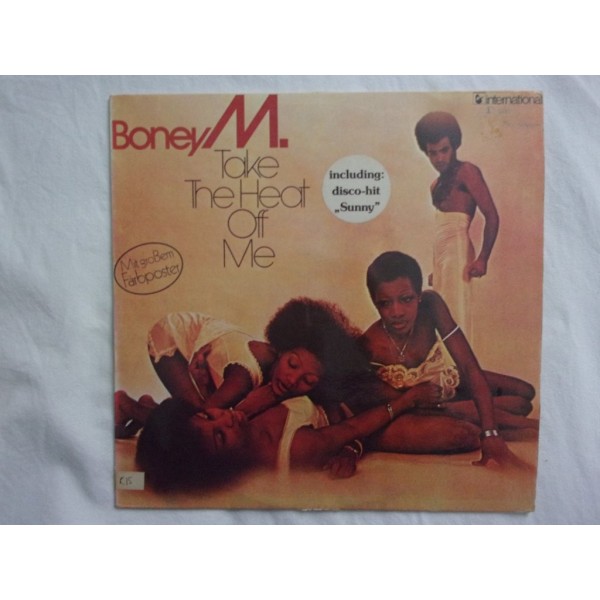 international
Boney M.
Take
The Heat
Off
Me
including:
disco-hit
„Sunny”
Mit großem
Farbposter